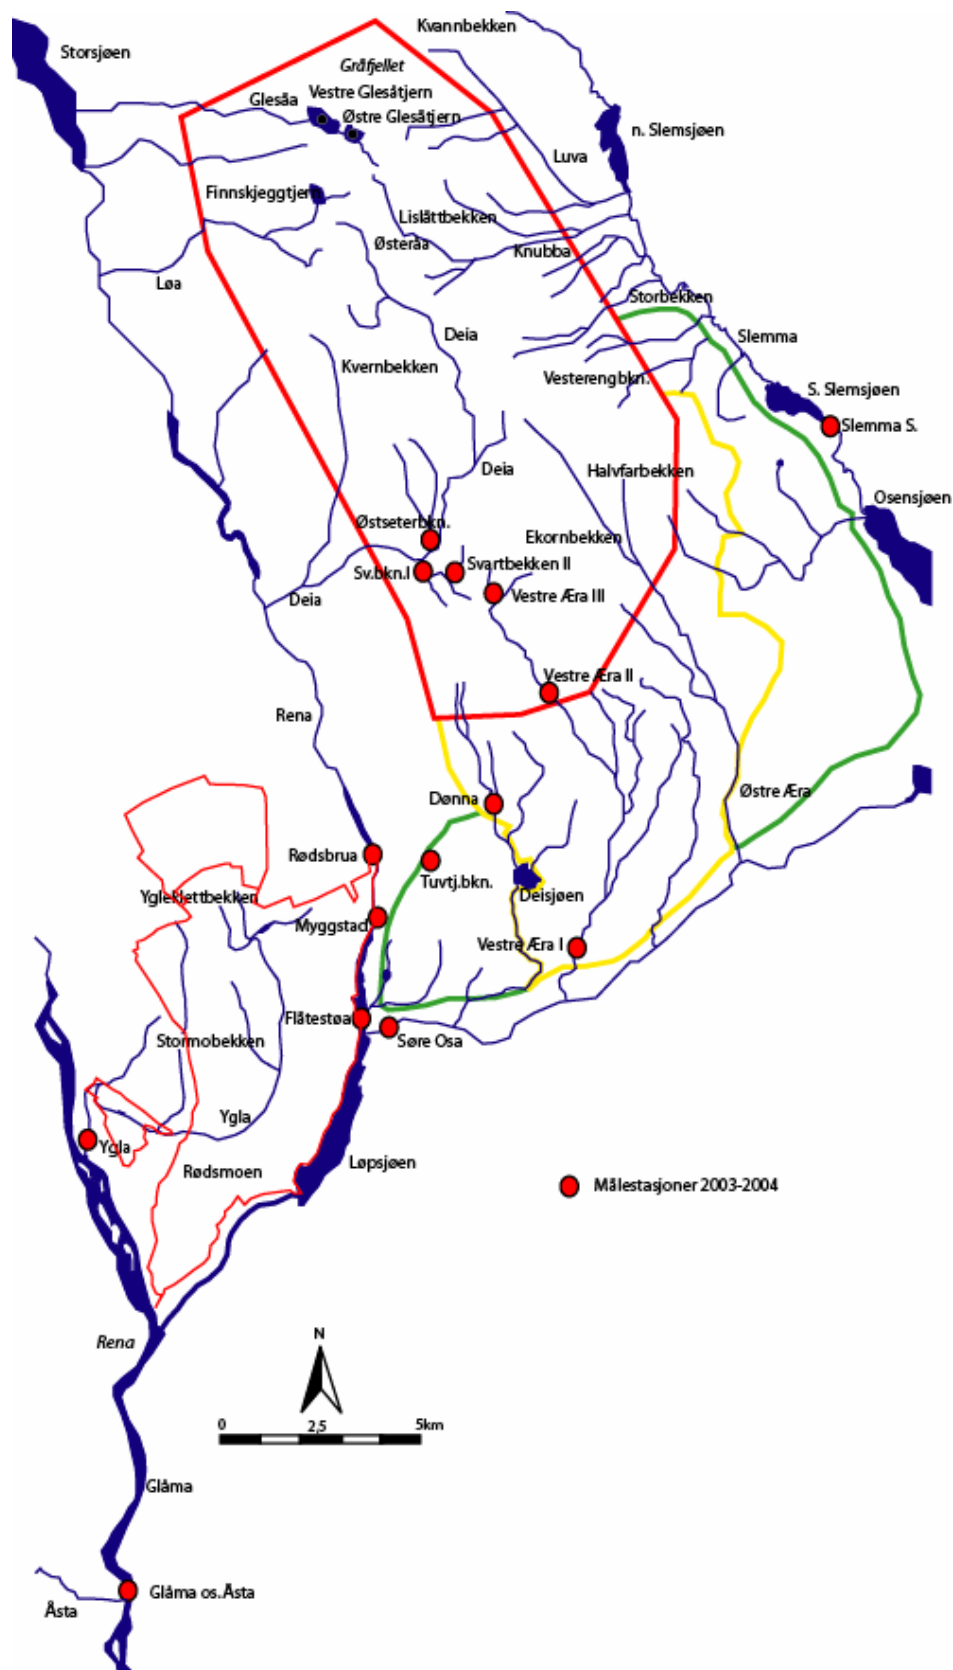 Kvannbekken
Storsjøen
Gråfjellet
Vestre Glesåtjern
Glesåa
Østre Glesåtjern
n. Slemsjøen
Luva
Finnskjeggtjern
Lislåttbekken
Østeråa
Knubba
Løa
Storbekken
Deia
Slemma
Kvernbekken
Vesterengbkn.
S. Slemsjøen
Slemma S.
Deia
Halvfarbekken
Osensjøen
Østseterbkn.
Ekornbekken
Sv.bkn.I
Svartbekken II
Deia
Vestre Æra III
Vestre Æra II
Rena
Østre Æra
Dønna
Rødsbrua
Tuvtj.bkn.
Deisjøen
Ygleklettbekken
Myggstad
Vestre Æra I
Flåtestøa
Stormobekken
Søre Osa
Ygla
Ygla
Rødsmoen
Løpsjøen
Målestasjoner 2003-2004
Rena
N
0
2,5
5km
Glåma
Glåma os.Åsta
Åsta